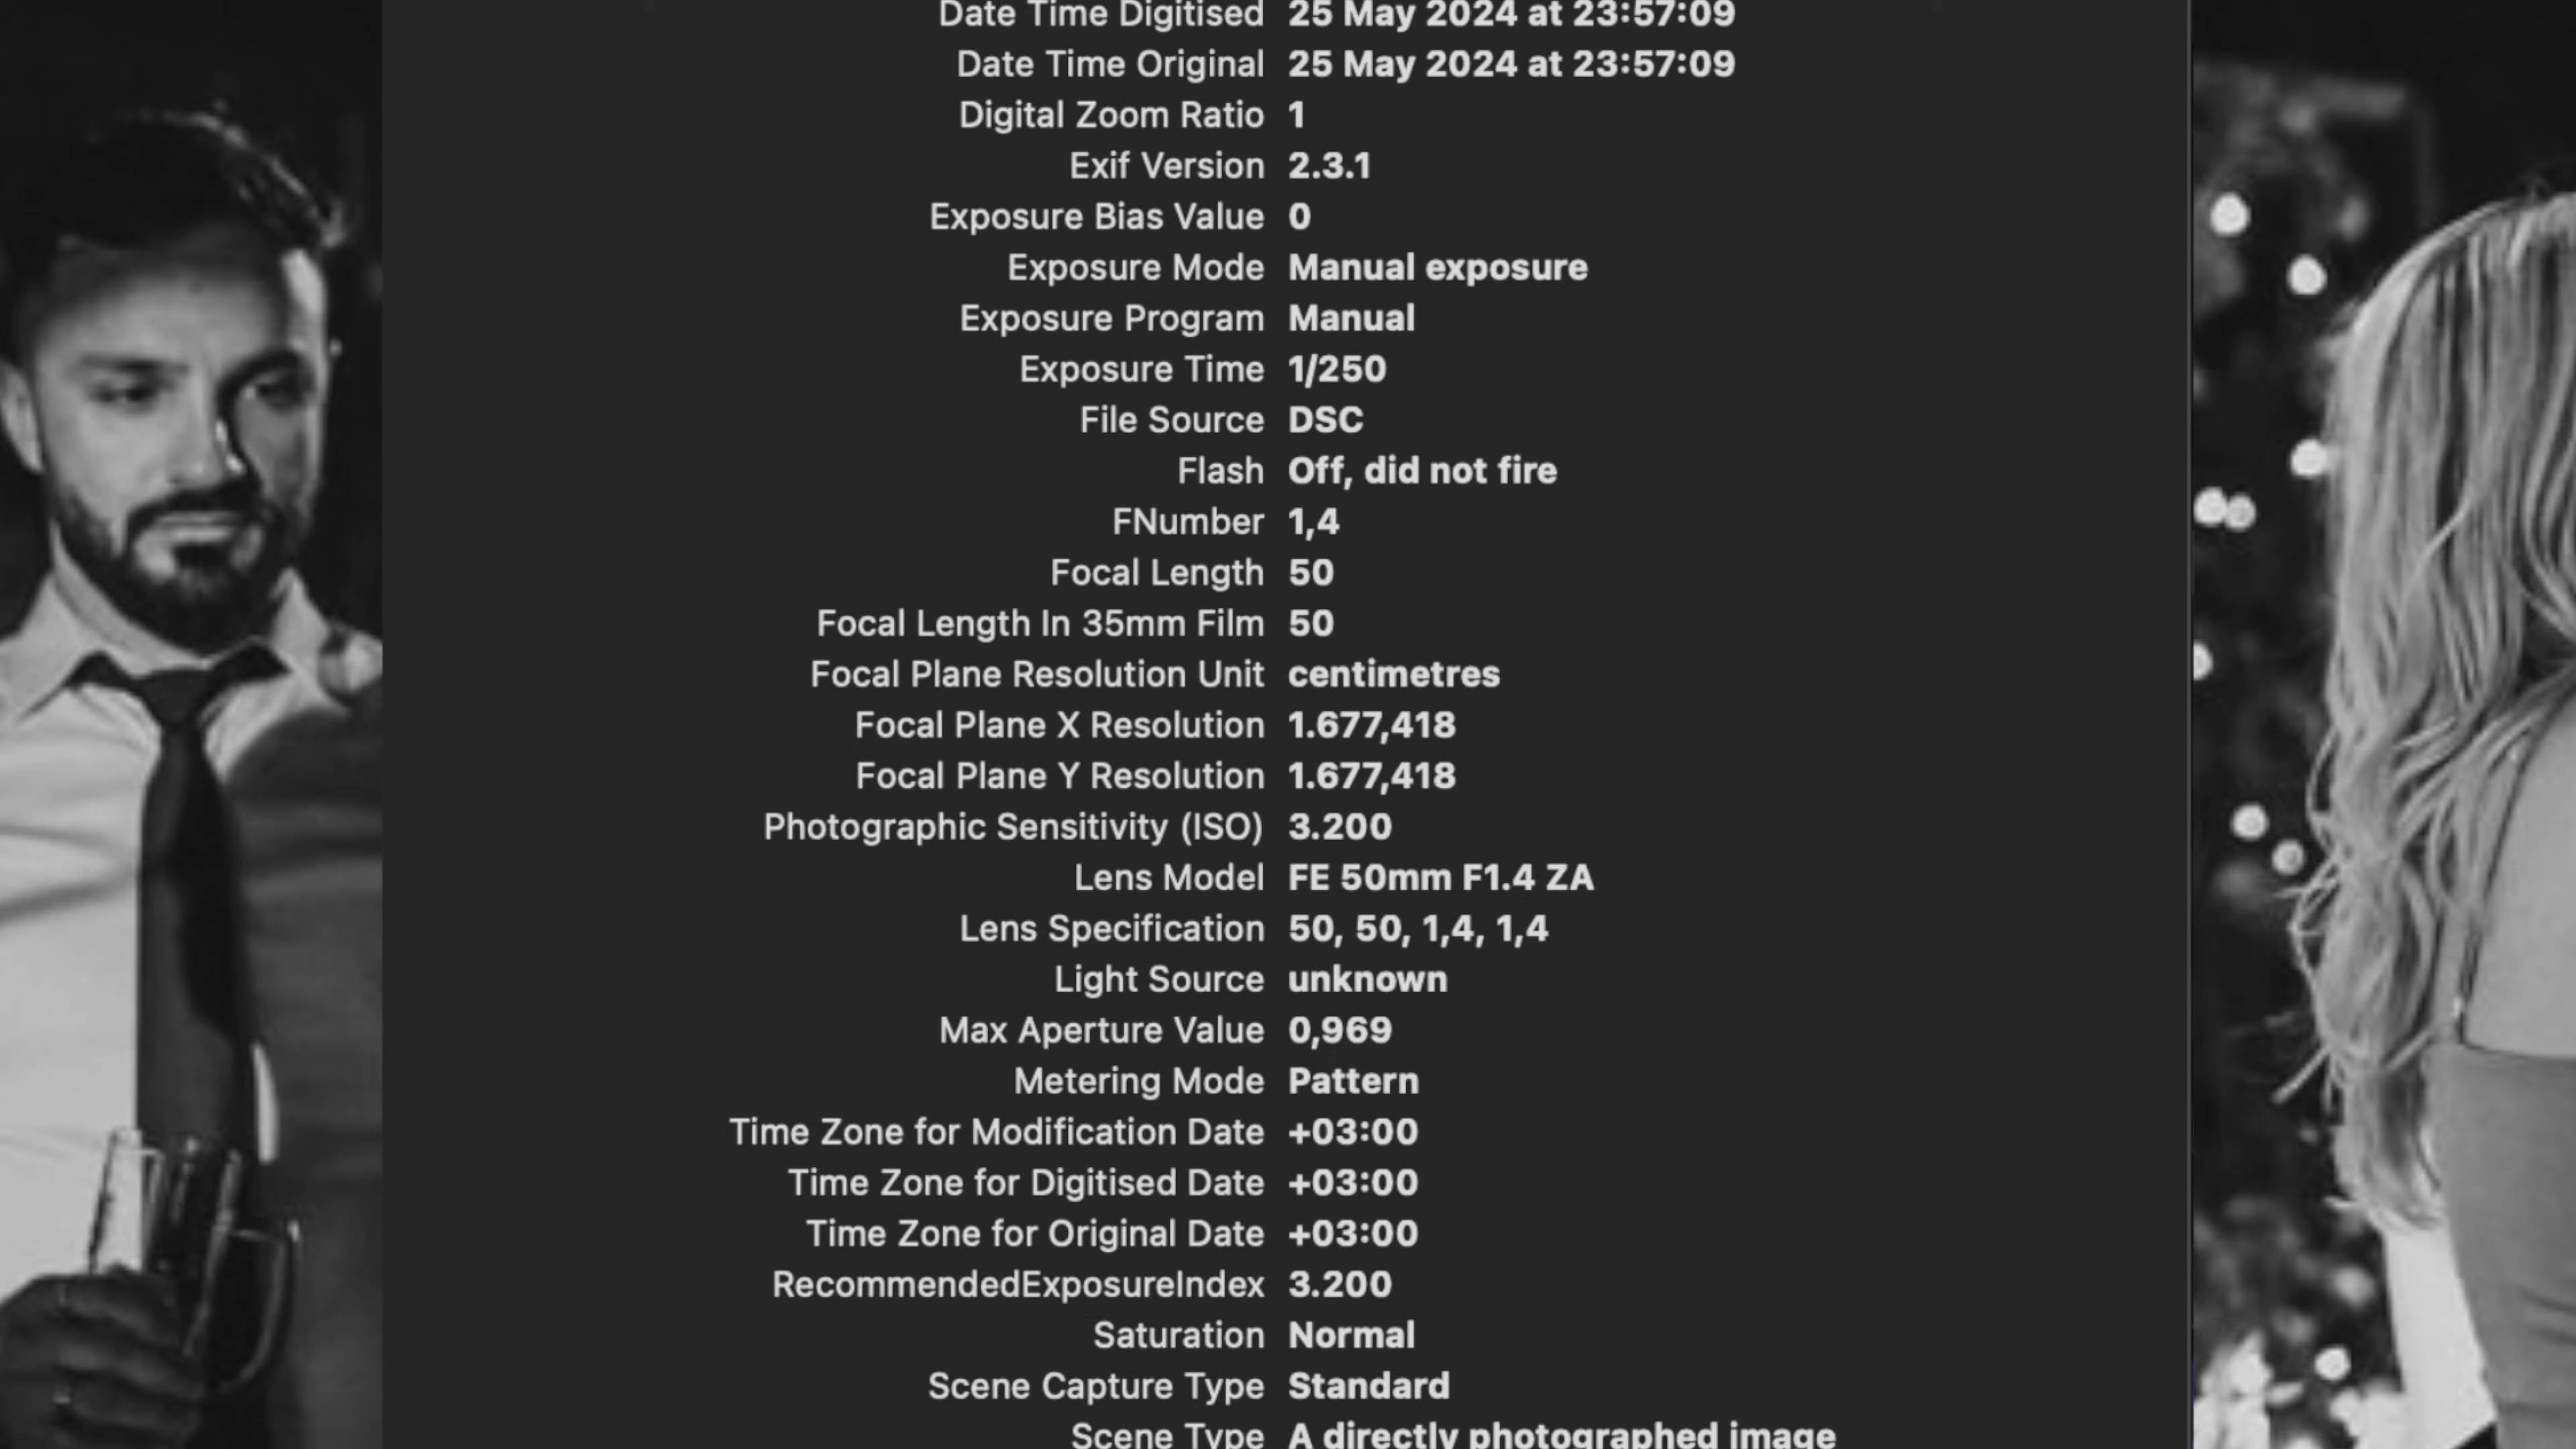 Date Time Digitised 25 May 2024 at 23:57:09
Date Time Original 25 May 2024 at 23:57:09
Digital Zoom Ratio 1
Exif Version 2.3.1
Exposure Bias Value 0
Exposure Mode Manual exposure
Exposure Program Manual
Exposure Time 1/250
File Source DSC
Flash Off, did not fire
FNumber 1,4
Focal Length 50
Focal Length In 35mm Film 50
Focal Plane Resolution Unit centimetres
Focal Plane X Resolution 1.677,418
Focal Plane Y Resolution 1.677,418
Photographic Sensitivity (ISO) 3.200
Lens Model FE 50mm F1.4 ZA
Lens Specification 50, 50, 1,4, 1,4
Light Source unknown
Max Aperture Value 0,969
Metering Mode Pattern
Time Zone for Modification Date +03:00
Time Zone for Digitised Date +03:00
Time Zone for Original Date +03:00
RecommendedExposureIndex 3.200
Saturation Normal
Scene Capture Type Standard
Scene Type A directly photographed image